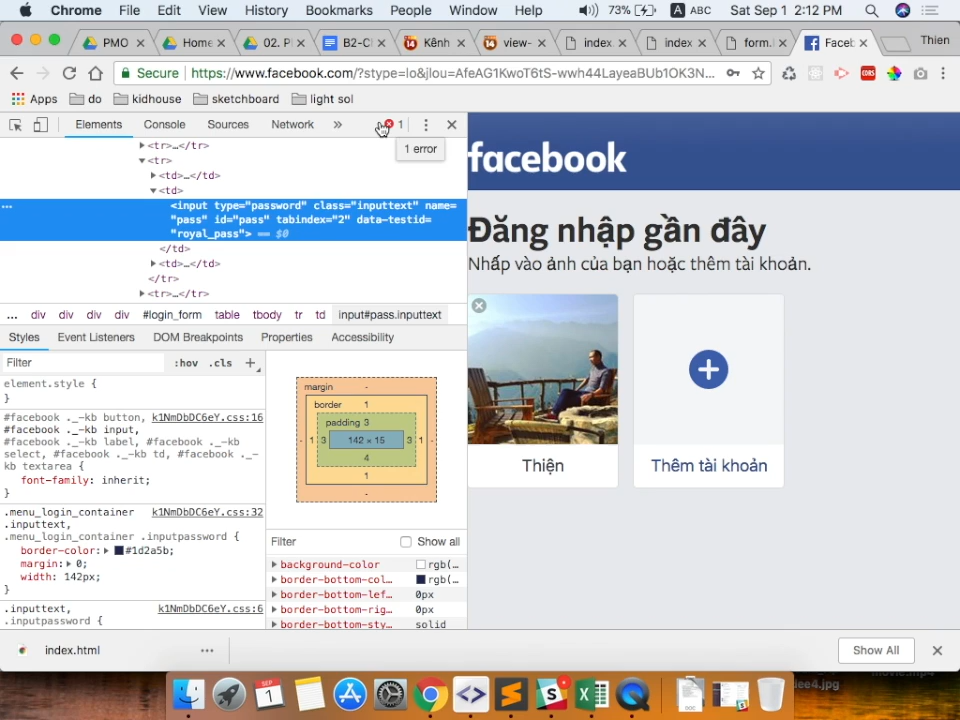 Chrome File Edit View History Bookmarks People Window Help 73% A ABC Sat Sep 1 2:12 PM
PMO Home 02. P B2-C Kênh view- index index form. Faceb Thien
Secure https://www.facebook.com/?stype=lo&jlou=AfeAG1KwoT6tS-wwh44LayeaBUb1OK3N...
Apps do kidhouse sketchboard light sol
Elements Console Sources Network » 1
1 error
<tr>…</tr>
<tr>
<td>…</td>
<td>
<input type="password" class="inputtext" name=
"pass" id="pass" tabindex="2" data-testid=
"royal_pass"> == $0
</td>
<td>…</td>
</tr>
<tr>…</tr>
... div div div div #login_form table tbody tr td input#pass.inputtext
Styles Event Listeners DOM Breakpoints Properties Accessibility
Filter :hov .cls +
element.style {
}
#facebook ._-kb button, k1NmDbDC6eY.css:16
#facebook ._-kb input,
#facebook ._-kb label, #facebook ._-kb
select, #facebook ._-kb td, #facebook ._-
kb textarea {
font-family: inherit;
}
.menu_login_container k1NmDbDC6eY.css:32
.inputtext,
.menu_login_container .inputpassword {
border-color: #1d2a5b;
margin: 0;
width: 142px;
}
.inputtext, k1NmDbDC6eY.css:6
.inputpassword {
margin -
border 1
padding 3
- 1 3 142 × 15 3 1 -
4
1
-
Filter Show all
background-color rgb(…
border-bottom-col… rgb(…
border-bottom-lef… 0px
border-bottom-rig… 0px
border-bottom-sty… solid
facebook
Đăng nhập gần đây
Nhấp vào ảnh của bạn hoặc thêm tài khoản.
Thiện Thêm tài khoản
index.html Show All
SEP
1
DOC